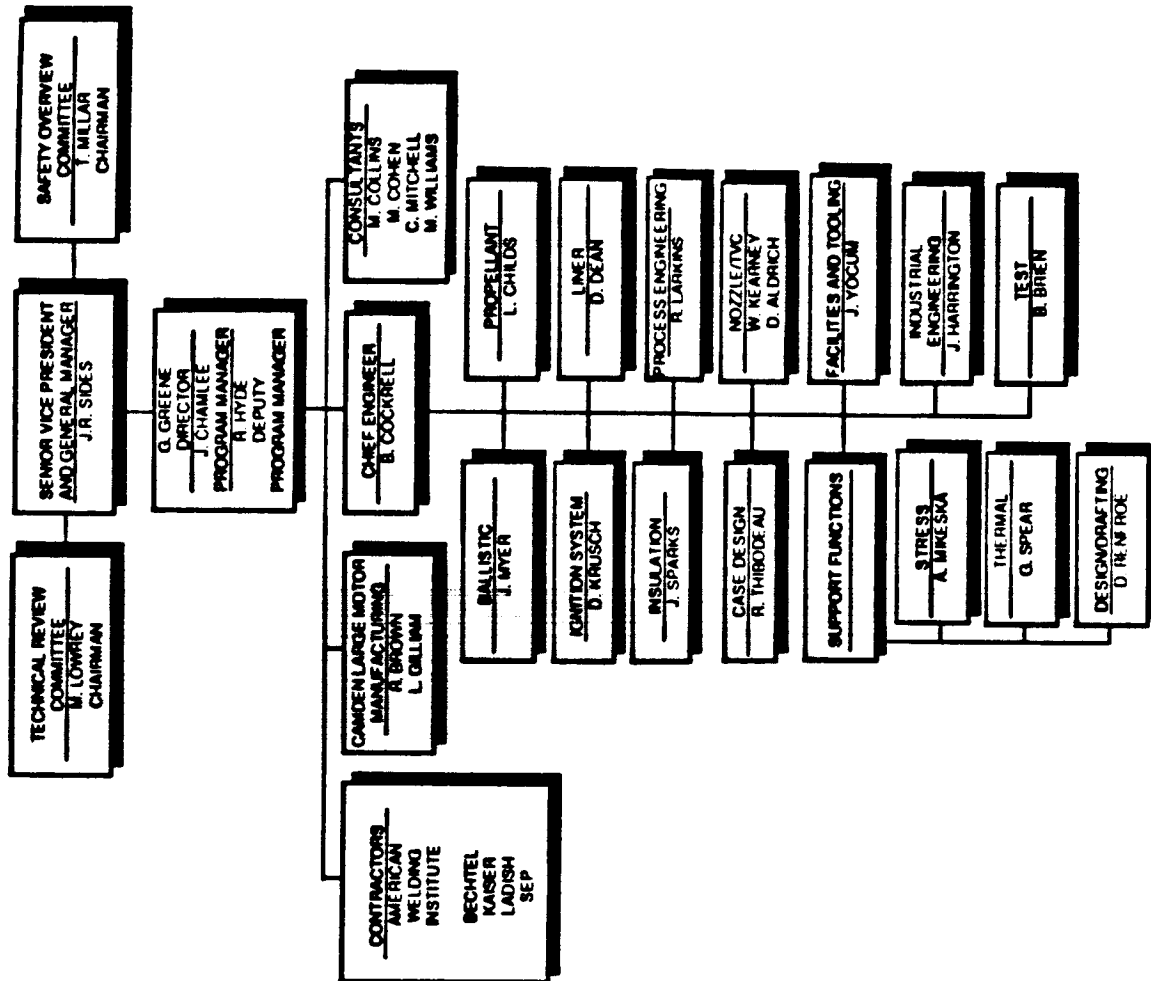 TECHNICAL REVIEW
COMMITTEE
M. LOWREY
CHAIRMAN
SENIOR VICE PRESIDENT
AND GENERAL MANAGER
J.R. SIDES
SAFETY OVERVIEW
COMMITTEE
T. MILLAR
CHAIRMAN
G. GREENE
DIRECTOR
J. CHAMLEE
PROGRAM MANAGER
R. HYDE
DEPUTY
PROGRAM MANAGER
CONTRACTORS
AMERICAN
WELDING
INSTITUTE
BECHTEL
KAISER
LADISH
SEP
CAMDEN LARGE MOTOR
MANUFACTURING
R. BROWN
L. GILLIAM
CHIEF ENGINEER
B. COCKRELL
CONSULTANTS
M. COLLINS
M. COHEN
C. MITCHELL
M. WILLIAMS
BALLISTIC
J. MYER
PROPELLANT
L. CHILDS
IGNITION SYSTEM
D. KRUSCH
LINER
D. DEAN
INSULATION
J. SPARKS
PROCESS ENGINEERING
R. LARKINS
CASE DESIGN
R. THIBODEAU
NOZZLE/TVC
W. KEARNEY
D. ALDRICH
SUPPORT FUNCTIONS
FACILITIES AND TOOLING
J. YOCUM
STRESS
A. MIKESKA
INDUSTRIAL
ENGINEERING
J. HARRINGTON
THERMAL
G. SPEAR
TEST
B. BRIEN
DESIGN/DRAFTING
D. RENFROE